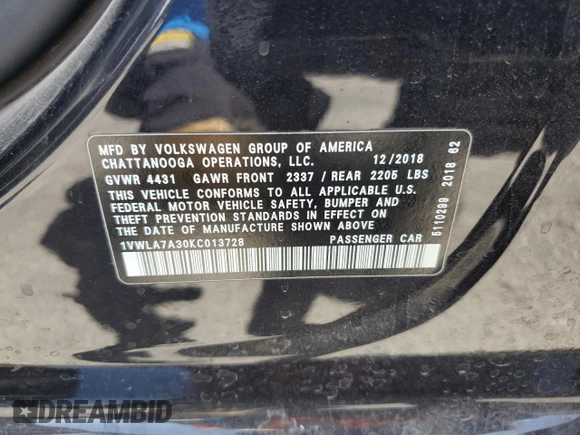 MFD BY VOLKSWAGEN GROUP OF AMERICA
CHATTANOOGA OPERATIONS, LLC. 12/2018
GVWR 4431 GAWR FRONT 2337 / REAR 2205 LBS
THIS VEHICLE CONFORMS TO ALL APPLICABLE U.S.
FEDERAL MOTOR VEHICLE SAFETY, BUMPER AND
THEFT PREVENTION STANDARDS IN EFFECT ON
THE DATE OF MANUFACTURE SHOWN ABOVE
1VWLA7A30KC013728 PASSENGER CAR
5110299 2018 62
DREAMBID